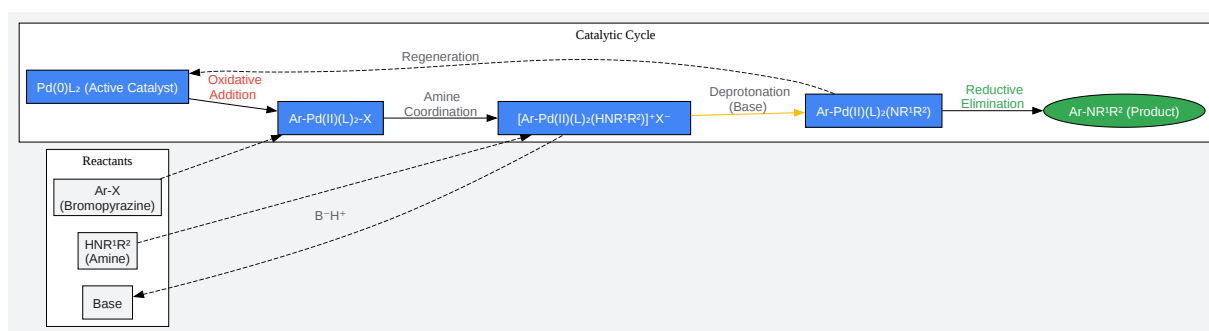 Catalytic Cycle
Regeneration
Pd(0)L₂ (Active Catalyst)
Oxidative
Addition
Ar-Pd(II)(L)₂-X
Amine
Coordination
[Ar-Pd(II)(L)₂(HNR¹R²)]⁺X⁻
Deprotonation
(Base)
Ar-Pd(II)(L)₂(NR¹R²)
Reductive
Elimination
Ar-NR¹R² (Product)
Reactants
Ar-X
(Bromopyrazine)
HNR¹R²
(Amine)
B⁻H⁺
Base